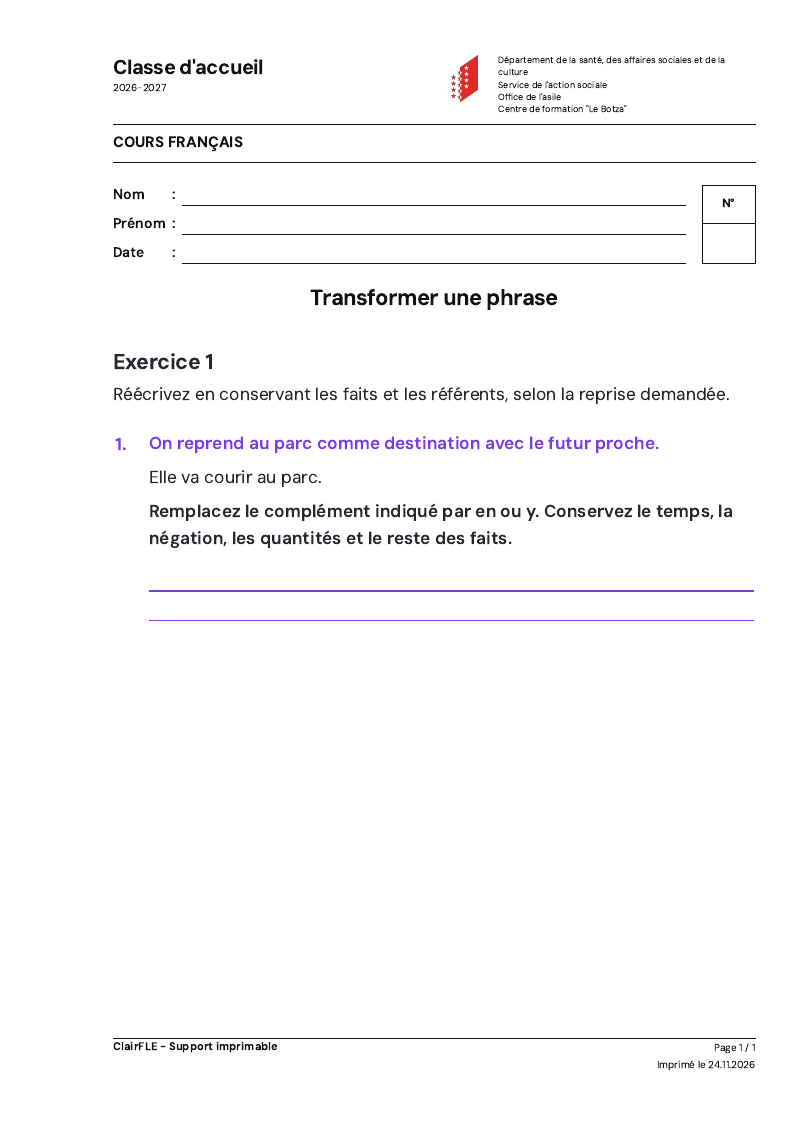 Classe d'accueil
2026-2027
Département de la santé, des affaires sociales et de la
culture
Service de l'action sociale
Office de l'asile
Centre de formation "Le Botza"
COURS FRANÇAIS
Nom :
Prénom :
Date :
N°
Transformer une phrase
Exercice 1
Réécrivez en conservant les faits et les référents, selon la reprise demandée.
1. On reprend au parc comme destination avec le futur proche.
Elle va courir au parc.
Remplacez le complément indiqué par en ou y. Conservez le temps, la
négation, les quantités et le reste des faits.
ClairFLE - Support imprimable
Page 1 / 1
Imprimé le 24.11.2026